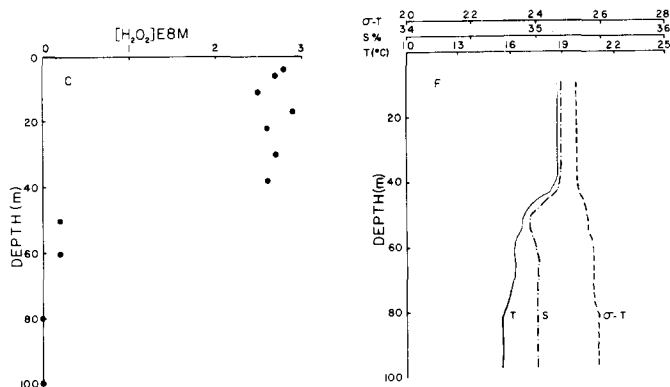 [H₂O₂]E8M
0 1 2 3
0
20
40
60
80
100
DEPTH (m)
C
σ-T 20 22 24 26 28
S% 34 35 36
T(°C) 10 13 16 19 22 25
F
20
40
60
80
100
DEPTH(m)
T S σ-T